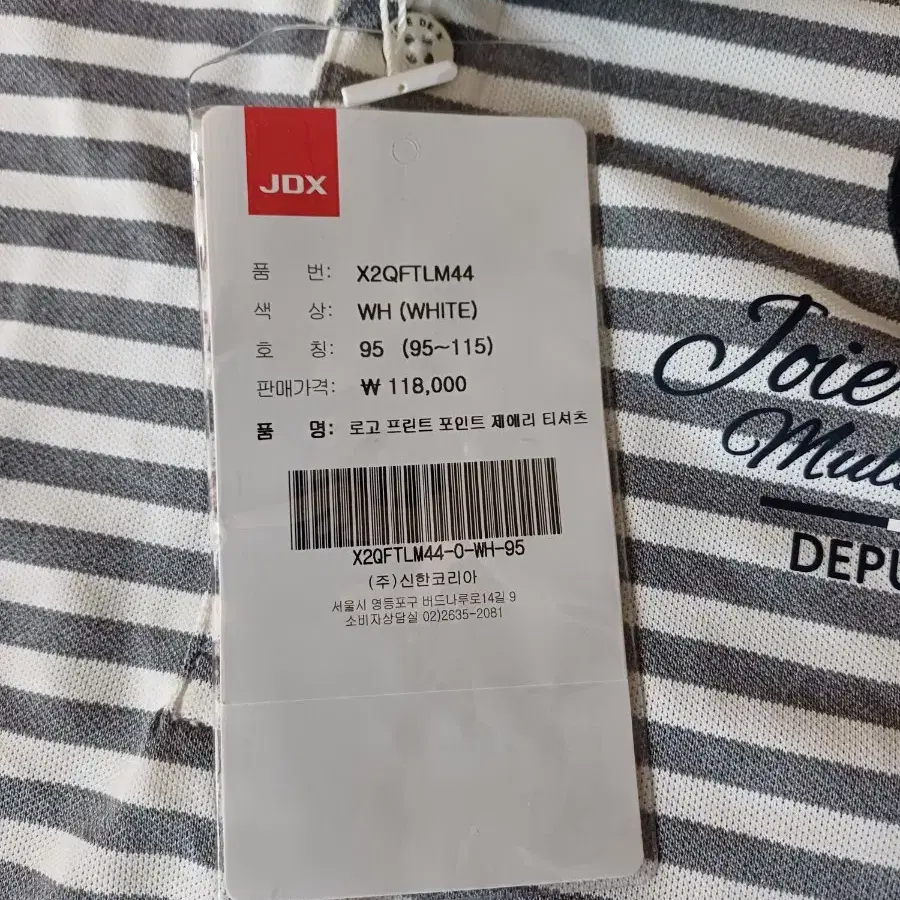 JDX
품 번: X2QFTLM44
색 상: WH (WHITE)
호 칭: 95 (95~115)
판매가격: ₩ 118,000
품 명: 로고 프린트 포인트 제에리 티셔츠
X2QFTLM44-0-WH-95
(주)신한코리아
서울시 영등포구 버드나루로14길 9
소비자상담실 02)2635-2081
Joie
DEPU